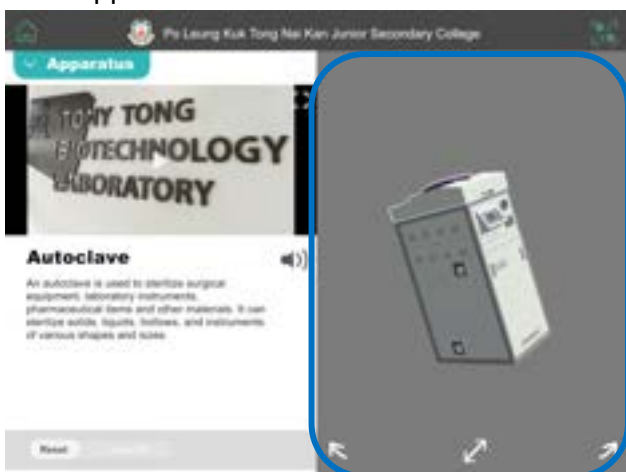 Po Leung Kuk Tong Nai Kan Junior Secondary College
Apparatus
TONY TONG
BIOTECHNOLOGY
LABORATORY
Autoclave
An autoclave is used to sterilize surgical
equipment, laboratory instruments,
pharmaceutical items and other materials. It can
sterilize solids, liquids, hollows, and instruments
of various shapes and sizes.
Reset